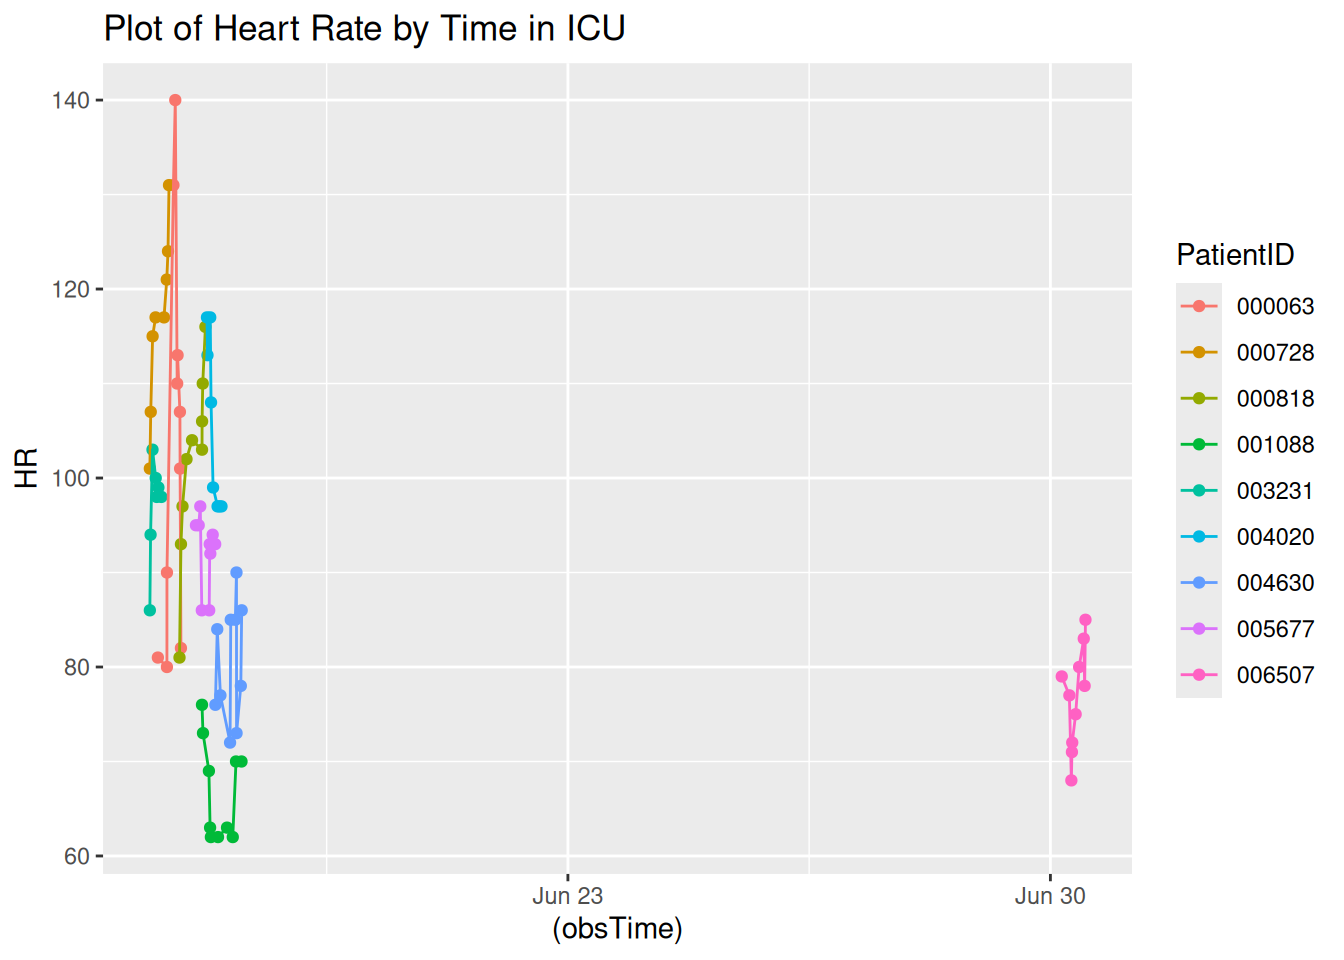 Plot of Heart Rate by Time in ICU
HR
140
120
100
80
60
Jun 23
Jun 30
(obsTime)
PatientID
000063
000728
000818
001088
003231
004020
004630
005677
006507